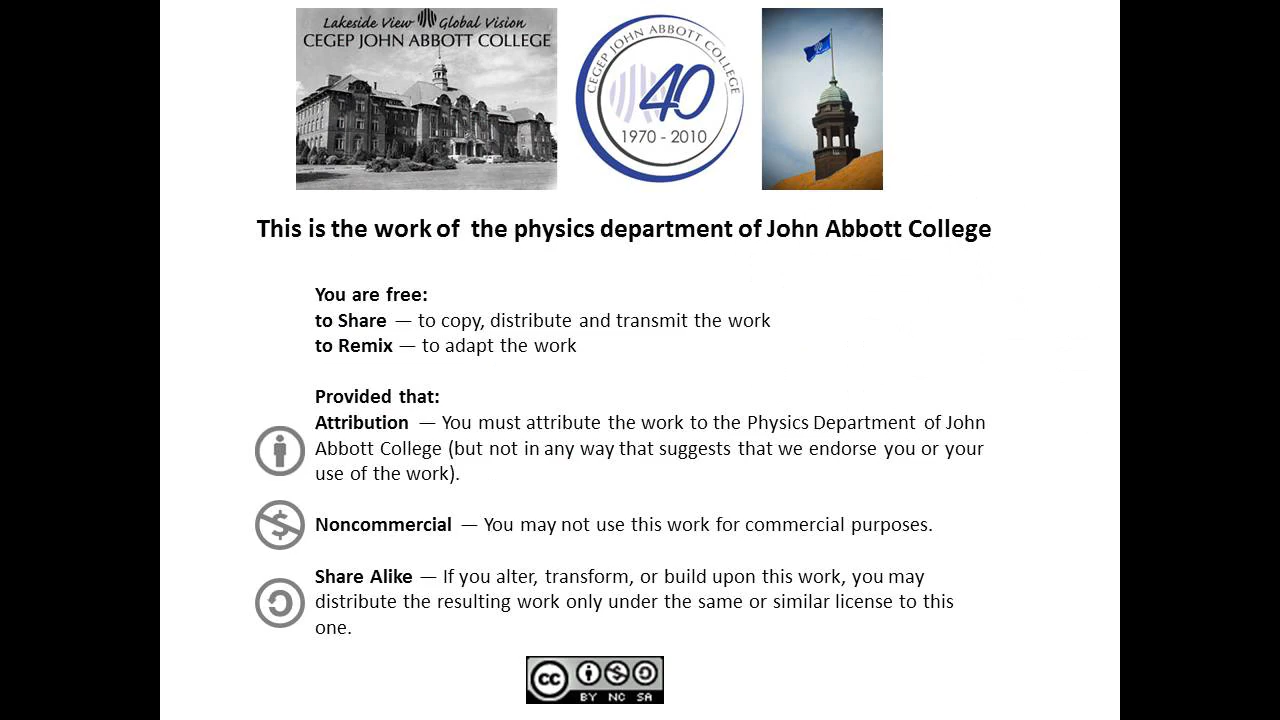 Lakeside View Global Vision
CEGEP JOHN ABBOTT COLLEGE
CEGEP JOHN ABBOTT COLLEGE
40
1970 - 2010
This is the work of the physics department of John Abbott College
You are free:
to Share — to copy, distribute and transmit the work
to Remix — to adapt the work
Provided that:
Attribution — You must attribute the work to the Physics Department of John
Abbott College (but not in any way that suggests that we endorse you or your
use of the work).
$
Noncommercial — You may not use this work for commercial purposes.
Share Alike — If you alter, transform, or build upon this work, you may
distribute the resulting work only under the same or similar license to this
one.
cc $
BY NC SA